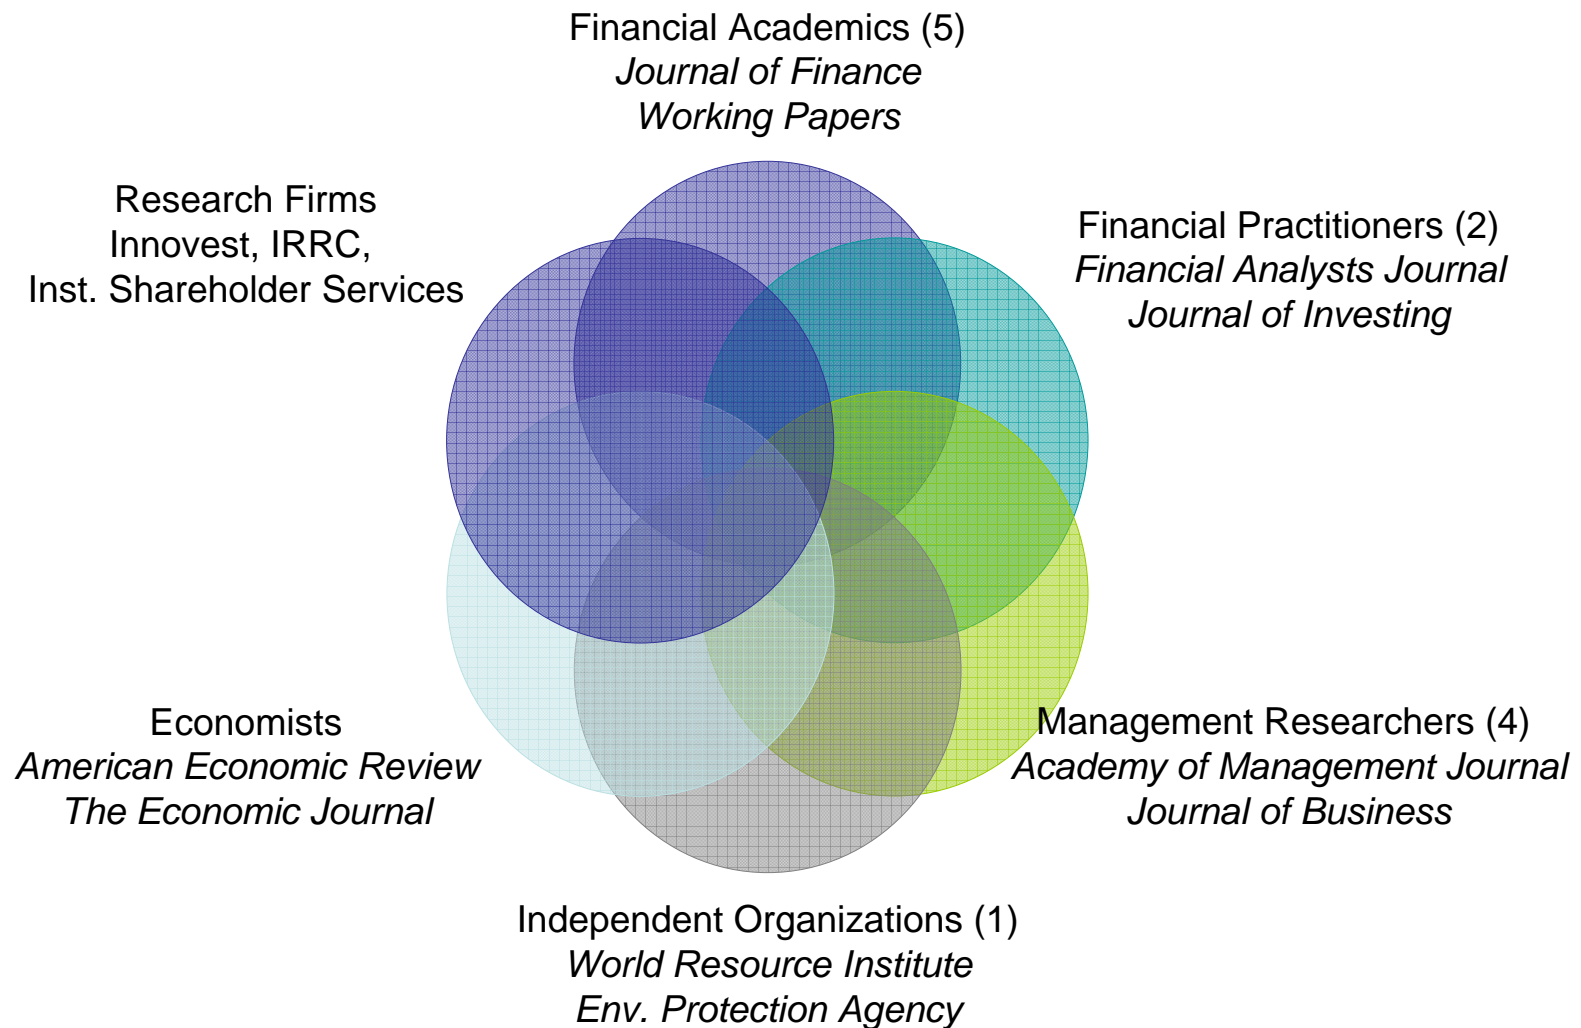 Financial Academics (5)
Journal of Finance
Working Papers
Research Firms
Innovest, IRRC,
Inst. Shareholder Services
Financial Practitioners (2)
Financial Analysts Journal
Journal of Investing
Economists
American Economic Review
The Economic Journal
Management Researchers (4)
Academy of Management Journal
Journal of Business
Independent Organizations (1)
World Resource Institute
Env. Protection Agency